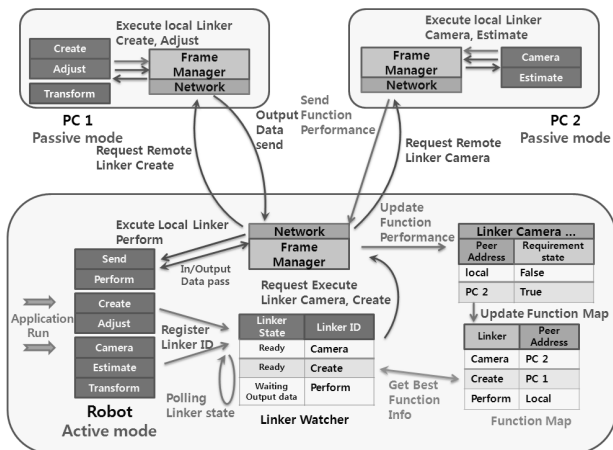 Execute local Linker
Create, Adjust
Create
Adjust
Transform
Frame
Manager
Network
PC 1
Passive mode
Execute local Linker
Camera, Estimate
Frame
Manager
Network
Camera
Estimate
PC 2
Passive mode
Request Remote
Linker Create
Output
Data
send
Send
Function
Performance
Request Remote
Linker Camera
Excute Local Linker
Perform
Network
Frame
Manager
In/Output
Data pass
Update
Function
Performance
Linker Camera ...
Peer
Address
Requirement
state
local
False
PC 2
True
Send
Perform
Create
Adjust
Camera
Estimate
Transform
Application
Run
Register
Linker ID
Request Execute
Linker Camera, Create
Linker
State
Linker ID
Ready
Camera
Ready
Create
Waiting
Output data
Perform
Polling
Linker state
Linker Watcher
Update Function Map
Linker
Peer
Address
Camera
PC 2
Create
PC 1
Perform
Local
Get Best
Function
Info
Function Map
Robot
Active mode